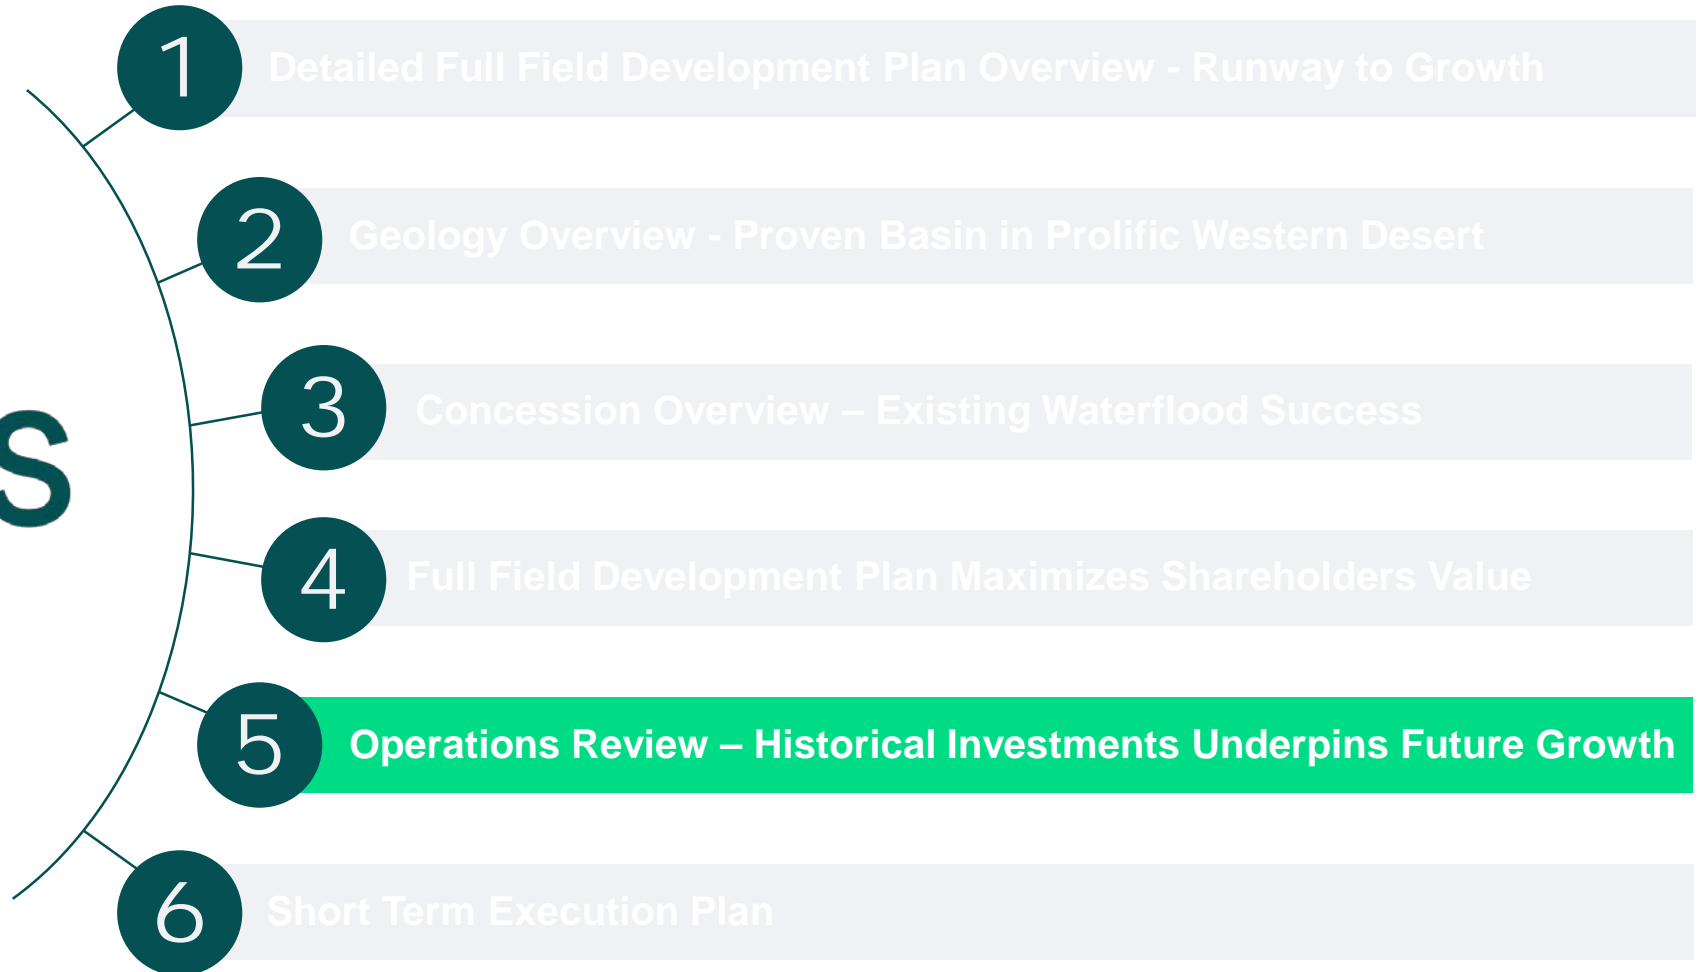 1 Detailed Full Field Development Plan Overview - Runway to Growth
2 Geology Overview - Proven Basin in Prolific Western Desert
3 Concession Overview – Existing Waterflood Success
S
4 Full Field Development Plan Maximizes Shareholders Value
5 Operations Review – Historical Investments Underpins Future Growth
6 Short Term Execution Plan